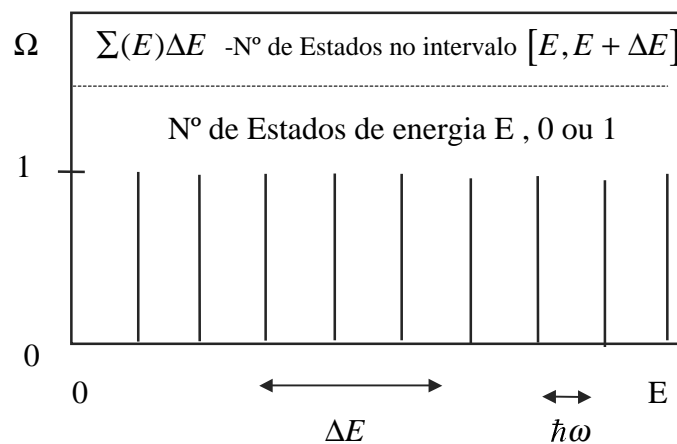 Ω ∑(E)ΔE -Nº de Estados no intervalo [E, E + ΔE]
Nº de Estados de energia E , 0 ou 1
1
0
0 E
ΔE ℏω